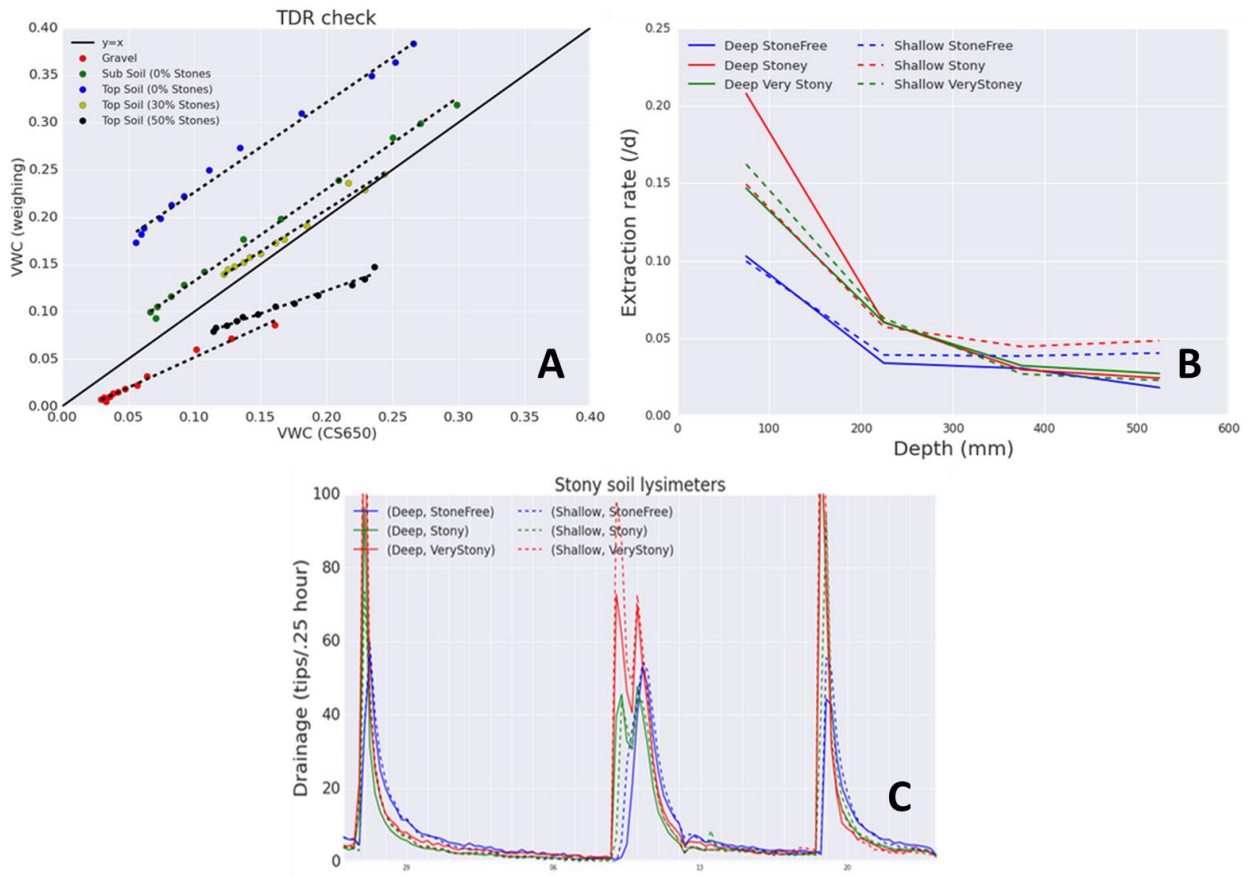 TDR check
0.40
0.35
0.30
0.25
0.20
0.15
0.10
0.05
0.00
VWC (weighing)
y=x
Gravel
Sub Soil (0% Stones
Top Soil (0% Stones)
Top Soil (30% Stones)
Top Soil (50% Stones)
A
0.00 0.05 0.10 0.15 0.20 0.25 0.30 0.35 0.40
VWC (CS650)
0.25
0.20
0.15
0.10
0.05
0.00
Extraction rate (/d)
Deep StoneFree Shallow StoneFree
Deep Stoney Shallow Stony
Deep Very Stony Shallow VeryStoney
B
0 100 200 300 400 500 600
Depth (mm)
Stony soil lysimeters
100
80
60
40
20
0
Drainage (tips/.25 hour)
(Deep, StoneFree) (Shallow, StoneFree)
(Deep, Stony) (Shallow, Stony)
(Deep, VeryStony) (Shallow, VeryStony)
C
29 06 13 20